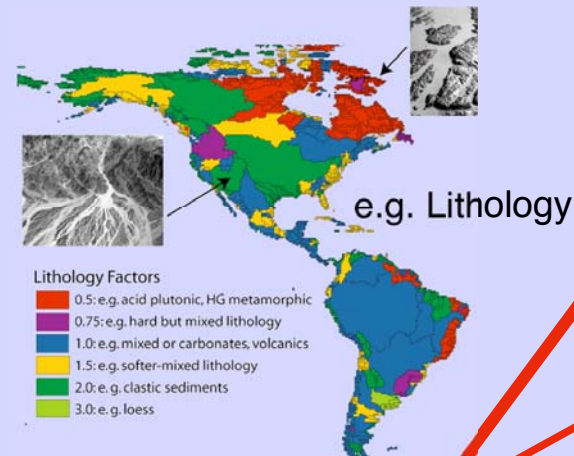 e.g. Lithology
Lithology Factors
0.5: e.g. acid plutonic, HG metamorphic
0.75: e.g. hard but mixed lithology
1.0: e.g. mixed or carbonates, volcanics
1.5: e.g. softer-mixed lithology
2.0: e.g. clastic sediments
3.0: e.g. loess